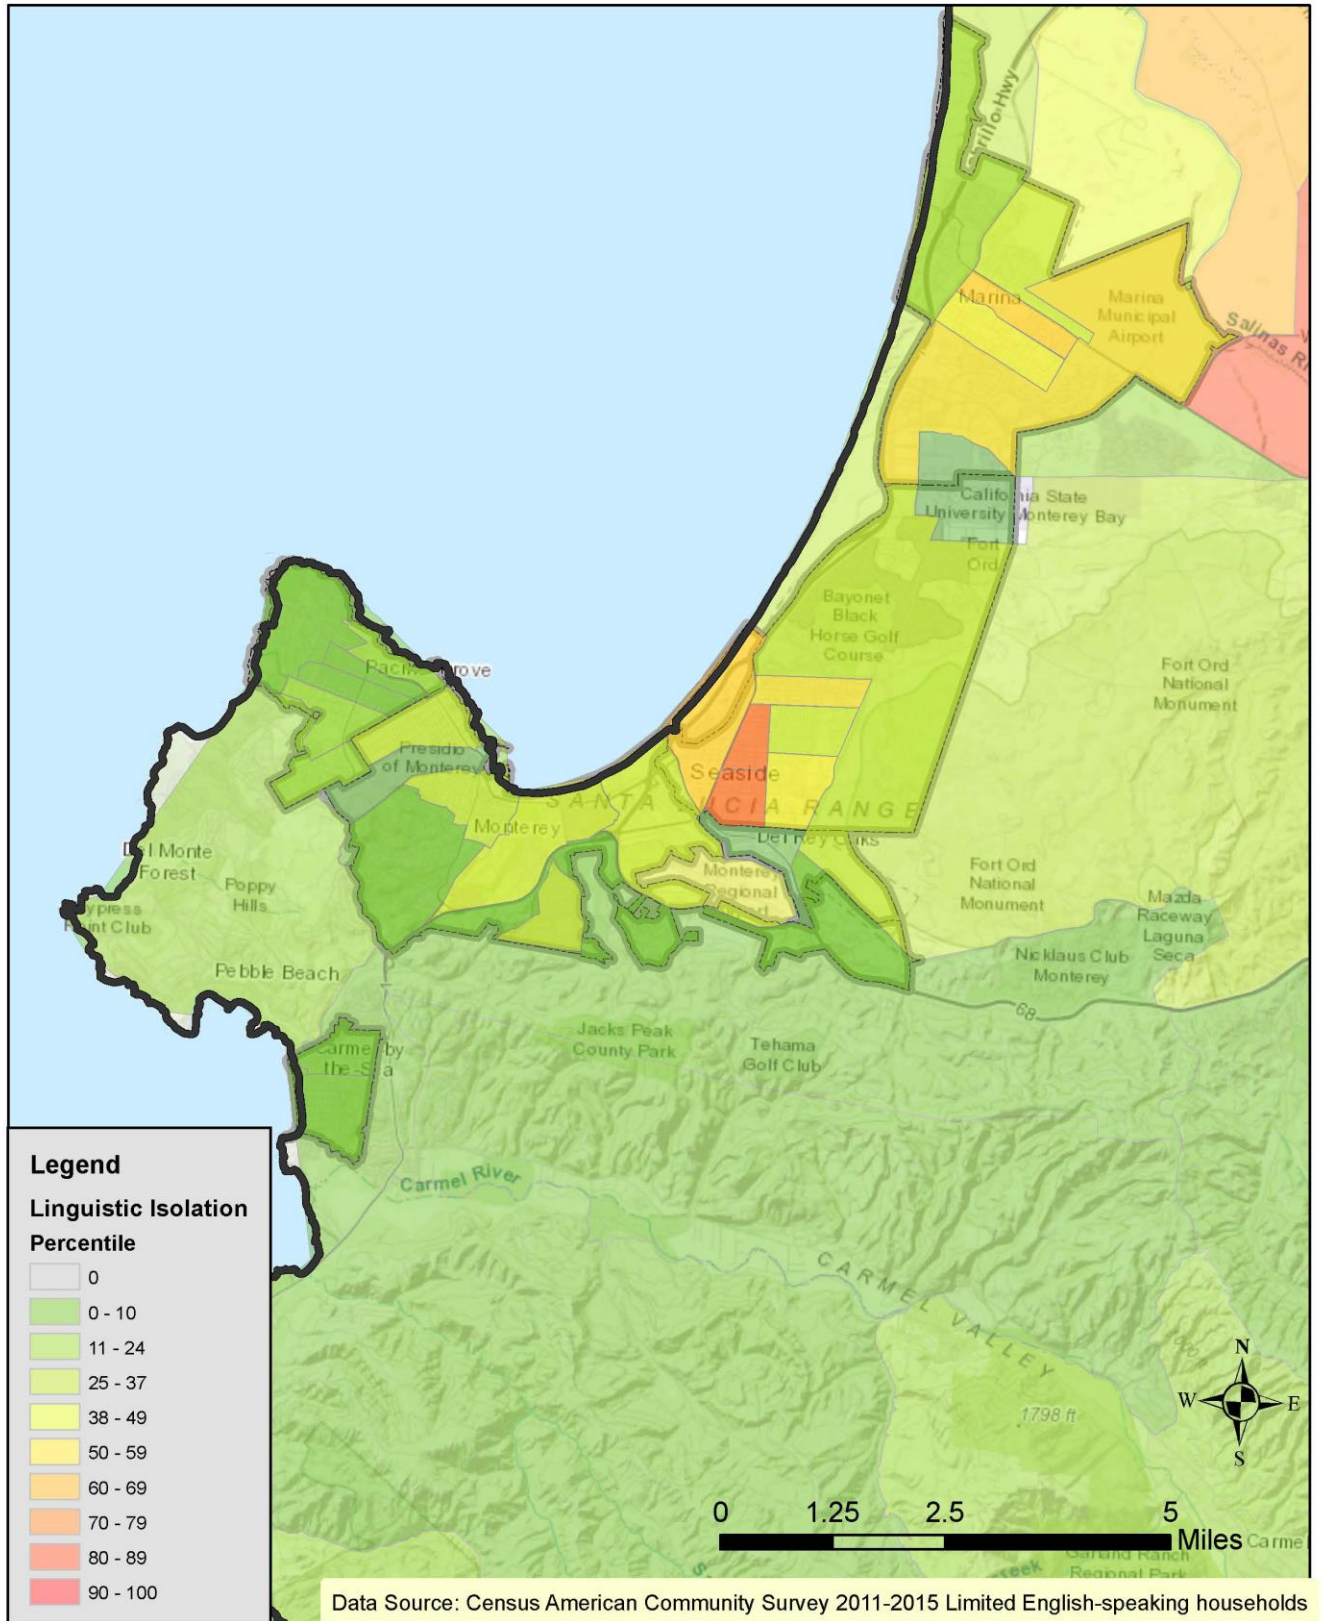 rillo Hwy
Marina
Marina
Municipal
Airport
Salinas Ri
California State
University Monterey Bay
Fort
Ord
Bayonet
Black
Horse Golf
Course
Fort Ord
National
Monument
Pacific Grove
Presidio
of Monterey
Seaside
SANTA LUCIA RANGE
Monterey
Del Rey Oaks
Monterey
Regional
Airport
Del Monte
Forest
Poppy
Hills
Cypress
Point Club
Pebble Beach
Fort Ord
National
Monument
Mazda
Raceway
Laguna
Seca
Nicklaus Club
Monterey
68
1
Jacks Peak
County Park
Tehama
Golf Club
Carmel by
the-Sea
Carmel River
CARMEL VALLEY
1798 ft
N
W
E
S
Legend
Linguistic Isolation
Percentile
0
0 - 10
11 - 24
25 - 37
38 - 49
50 - 59
60 - 69
70 - 79
80 - 89
90 - 100
0 1.25 2.5 5
Miles
Carmel
Garland Ranch
Regional Park
reek
Data Source: Census American Community Survey 2011-2015 Limited English-speaking households